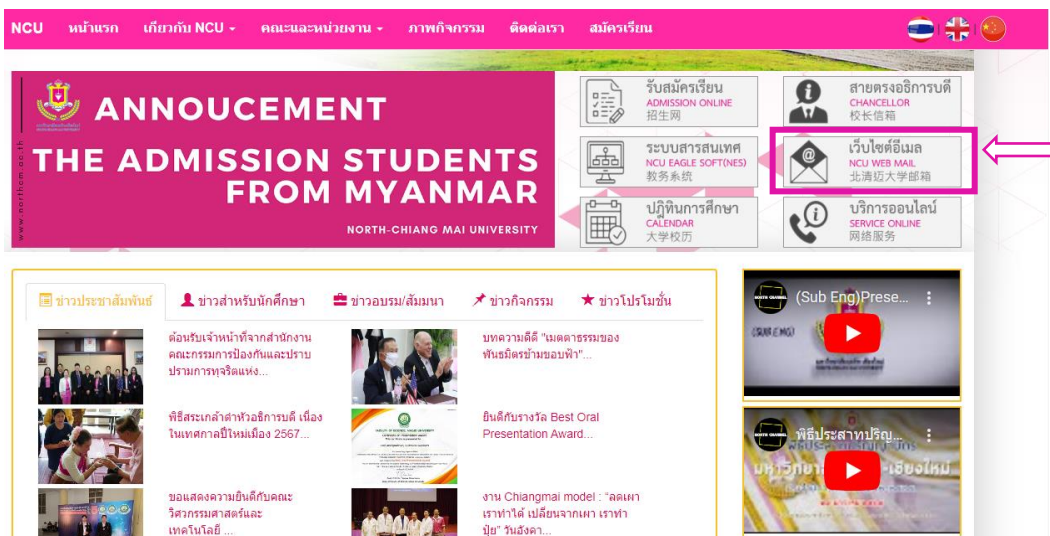 NCU หน้าแรก เกี่ยวกับ NCU คณะและหน่วยงาน ภาพกิจกรรม ติดต่อเรา สมัครเรียน
www.northcm.ac.th
ANNOUCEMENT
THE ADMISSION STUDENTS
FROM MYANMAR
NORTH-CHIANG MAI UNIVERSITY
รับสมัครเรียน
ADMISSION ONLINE
招生网
สายตรงอธิการบดี
CHANCELLOR
校长信箱
ระบบสารสนเทศ
NCU EAGLE SOFT(NES)
教务系统
เว็บไซต์อีเมล
NCU WEB MAIL
北清迈大学邮箱
ปฎิทินการศึกษา
CALENDAR
大学校历
บริการออนไลน์
SERVICE ONLINE
网络服务
ข่าวประชาสัมพันธ์ ข่าวสำหรับนักศึกษา ข่าวอบรม/สัมมนา ข่าวกิจกรรม ข่าวโปรโมชั่น
ต้อนรับเจ้าหน้าที่จากสำนักงาน
คณะกรรมการป้องกันและปราบ
ปรามการทุจริตแห่ง...
บทความดีดี "เมตตาธรรมของ
พันธมิตรข้ามขอบฟ้า"...
พิธีสระเกล้าดำหัวอธิการบดี เนื่อง
ในเทศกาลปี๋ใหม่เมือง 2567...
ยินดีกับรางวัล Best Oral
Presentation Award...
ขอแสดงความยินดีกับคณะ
วิศวกรรมศาสตร์และ
เทคโนโลยี ...
งาน Chiangmai model : "ลดเผา
เราทำได้ เปลี่ยนจากเผา เราทำ
ปุ๋ย" วันอังคา...
NORTH CHANNEL
(Sub Eng)Prese...
(SUB ENG)
พิธีประสาทปริญ...